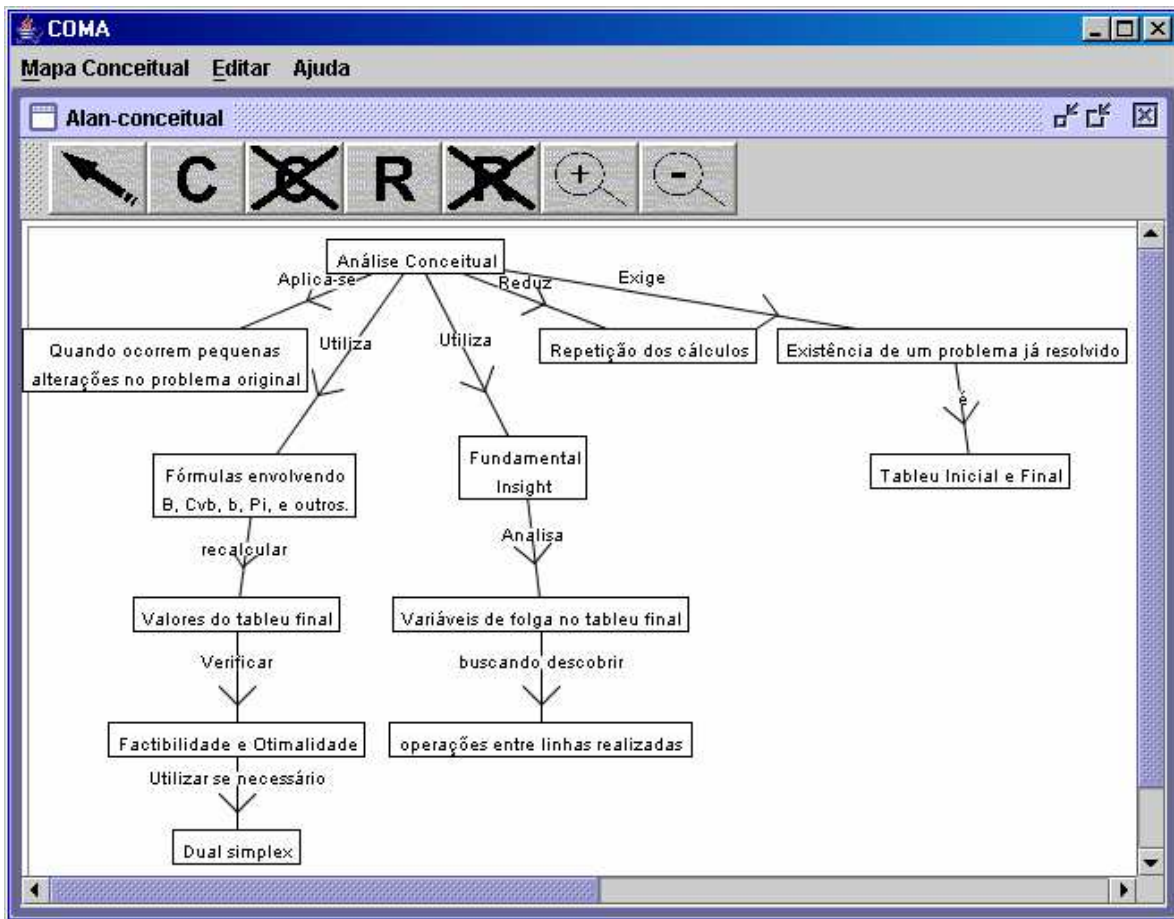 COMA
Mapa Conceitual Editar Ajuda
Alan-conceitual
C C R R + -
Análise Conceitual
Aplica-se
Reduz
Exige
Quando ocorrem pequenas
alterações no problema original
Utiliza
Utiliza
Repetição dos cálculos
Existência de um problema já resolvido
é
Fórmulas envolvendo
B, Cvb, b, Pi, e outros.
Fundamental
Insight
Tableu Inicial e Final
recalcular
Analisa
Valores do tableu final
Variáveis de folga no tableu final
Verificar
buscando descobrir
Factibilidade e Otimalidade
operações entre linhas realizadas
Utilizar se necessário
Dual simplex